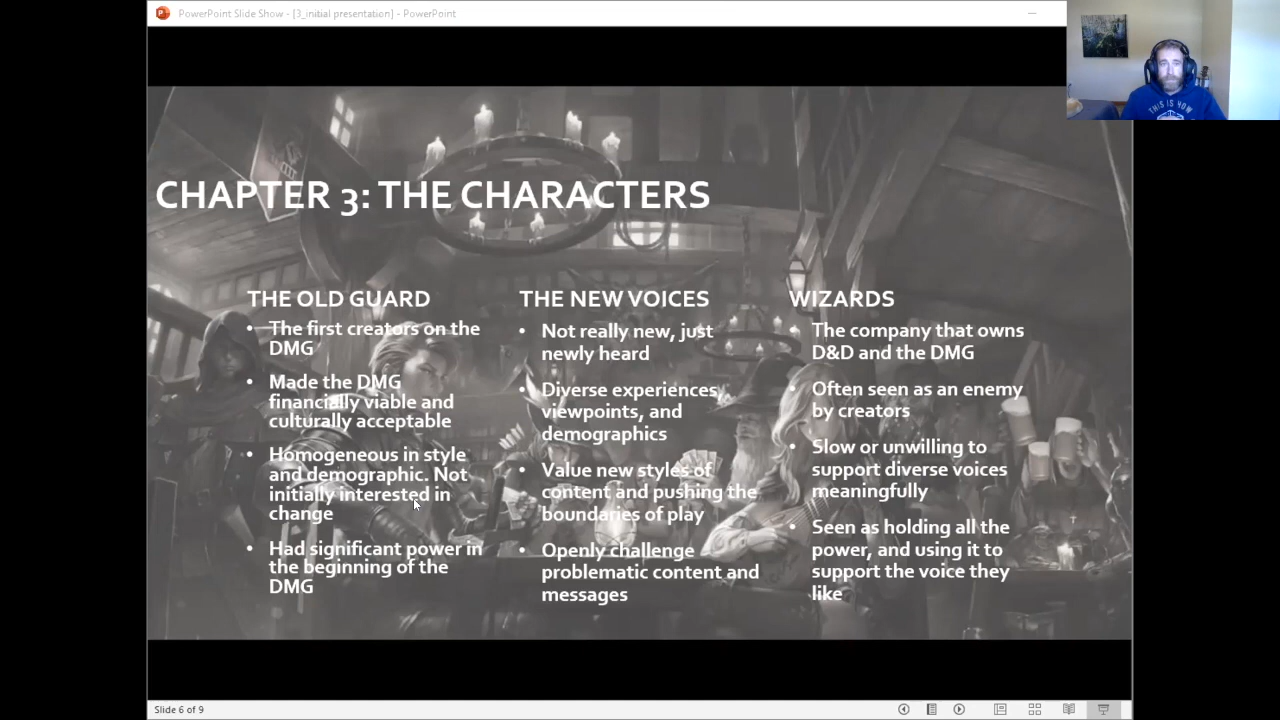 PowerPoint Slide Show - [3_initial presentation] - PowerPoint
THIS IS HOW
CHAPTER 3: THE CHARACTERS
THE OLD GUARD
• The first creators on the
DMG
• Made the DMG
financially viable and
culturally acceptable
• Homogeneous in style
and demographic. Not
initially interested in
change
• Had significant power in
the beginning of the
DMG
THE NEW VOICES
• Not really new, just
newly heard
• Diverse experiences,
viewpoints, and
demographics
• Value new styles of
content and pushing the
boundaries of play
• Openly challenge
problematic content and
messages
WIZARDS
• The company that owns
D&D and the DMG
• Often seen as an enemy
by creators
• Slow or unwilling to
support diverse voices
meaningfully
• Seen as holding all the
power, and using it to
support the voice they
like
Slide 6 of 9